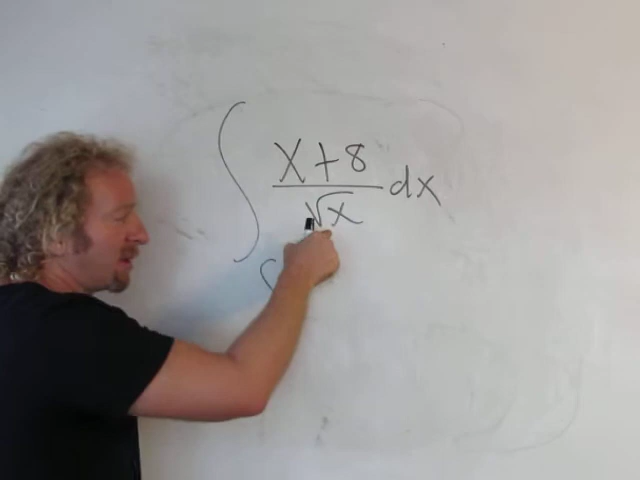 ∫ (x+8)/√x dx
∫